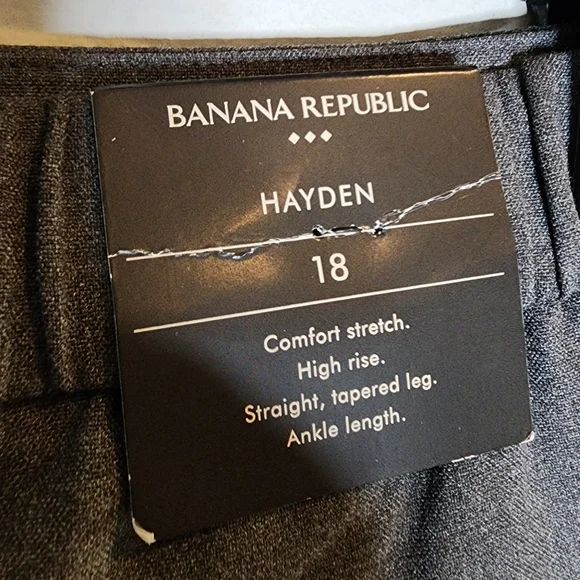 BANANA REPUBLIC
HAYDEN
18
Comfort stretch.
High rise.
Straight, tapered leg.
Ankle length.